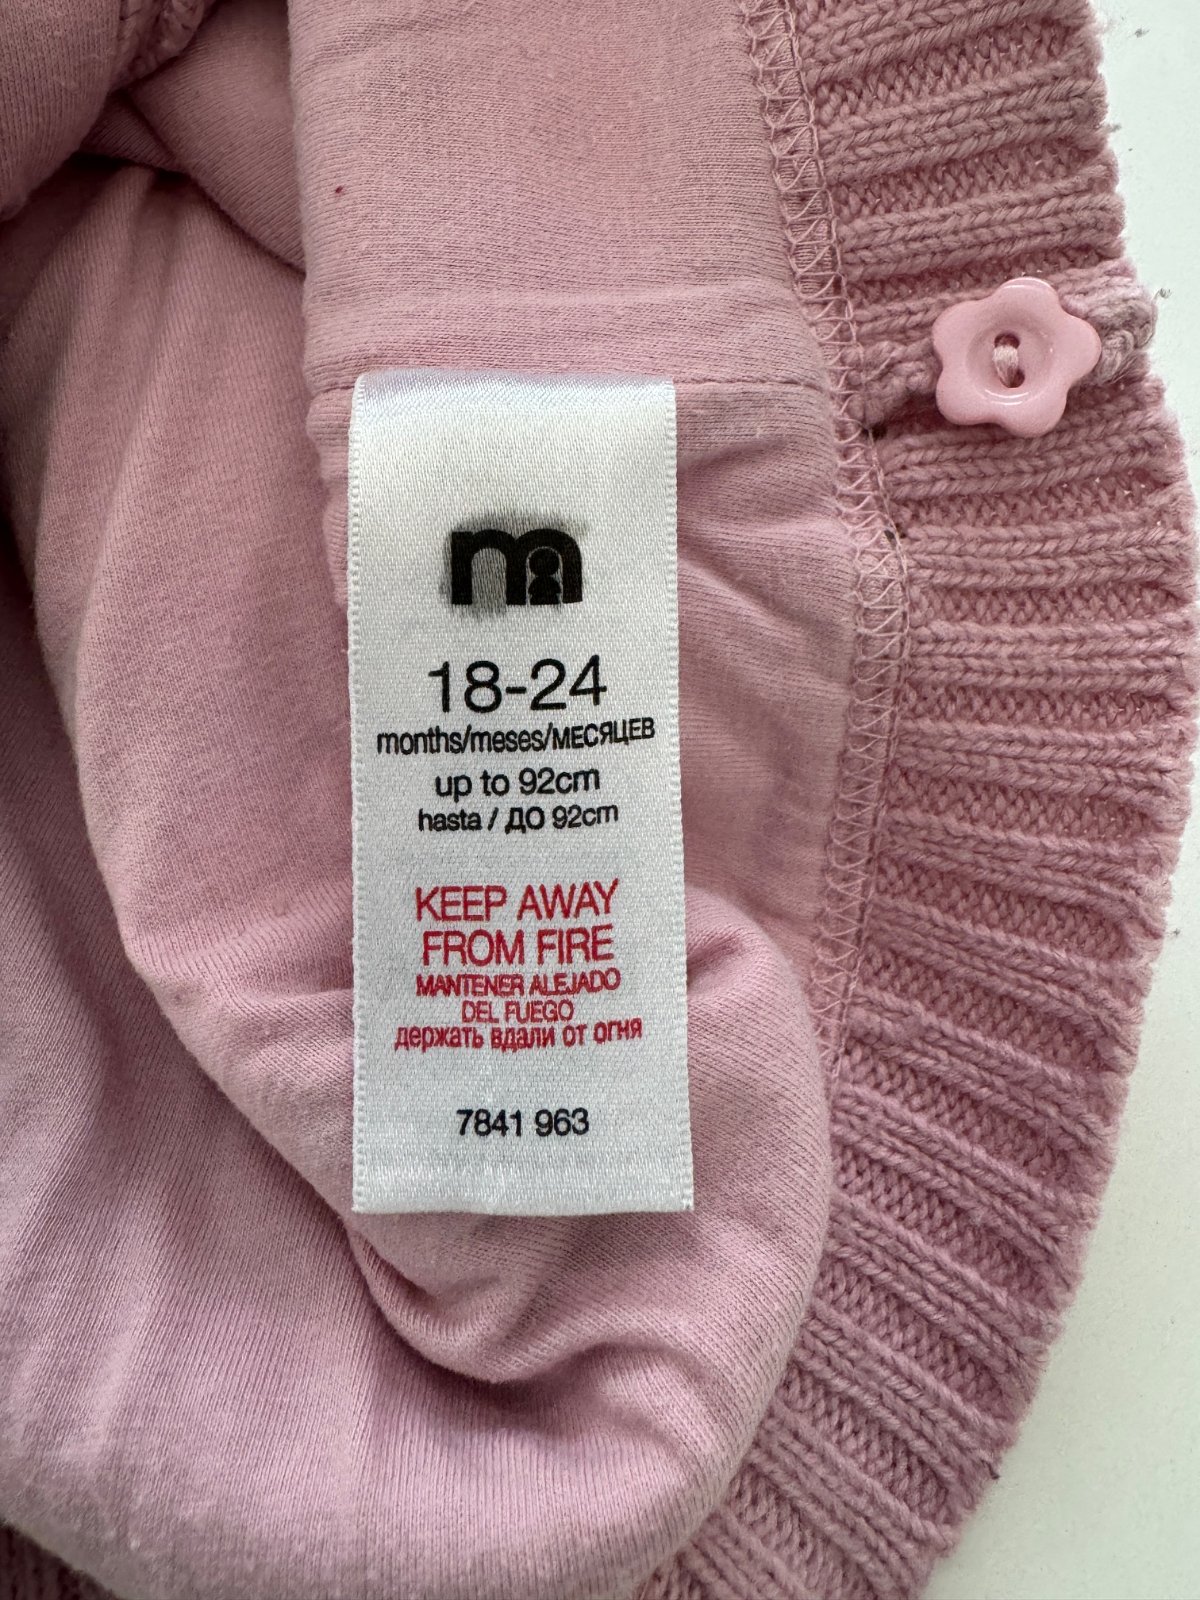 m
18-24
months/meses/МЕСЯЦЕВ
up to 92cm
hasta / ДО 92cm
KEEP AWAY
FROM FIRE
MANTENER ALEJADO
DEL FUEGO
держать вдали от огня
7841 963